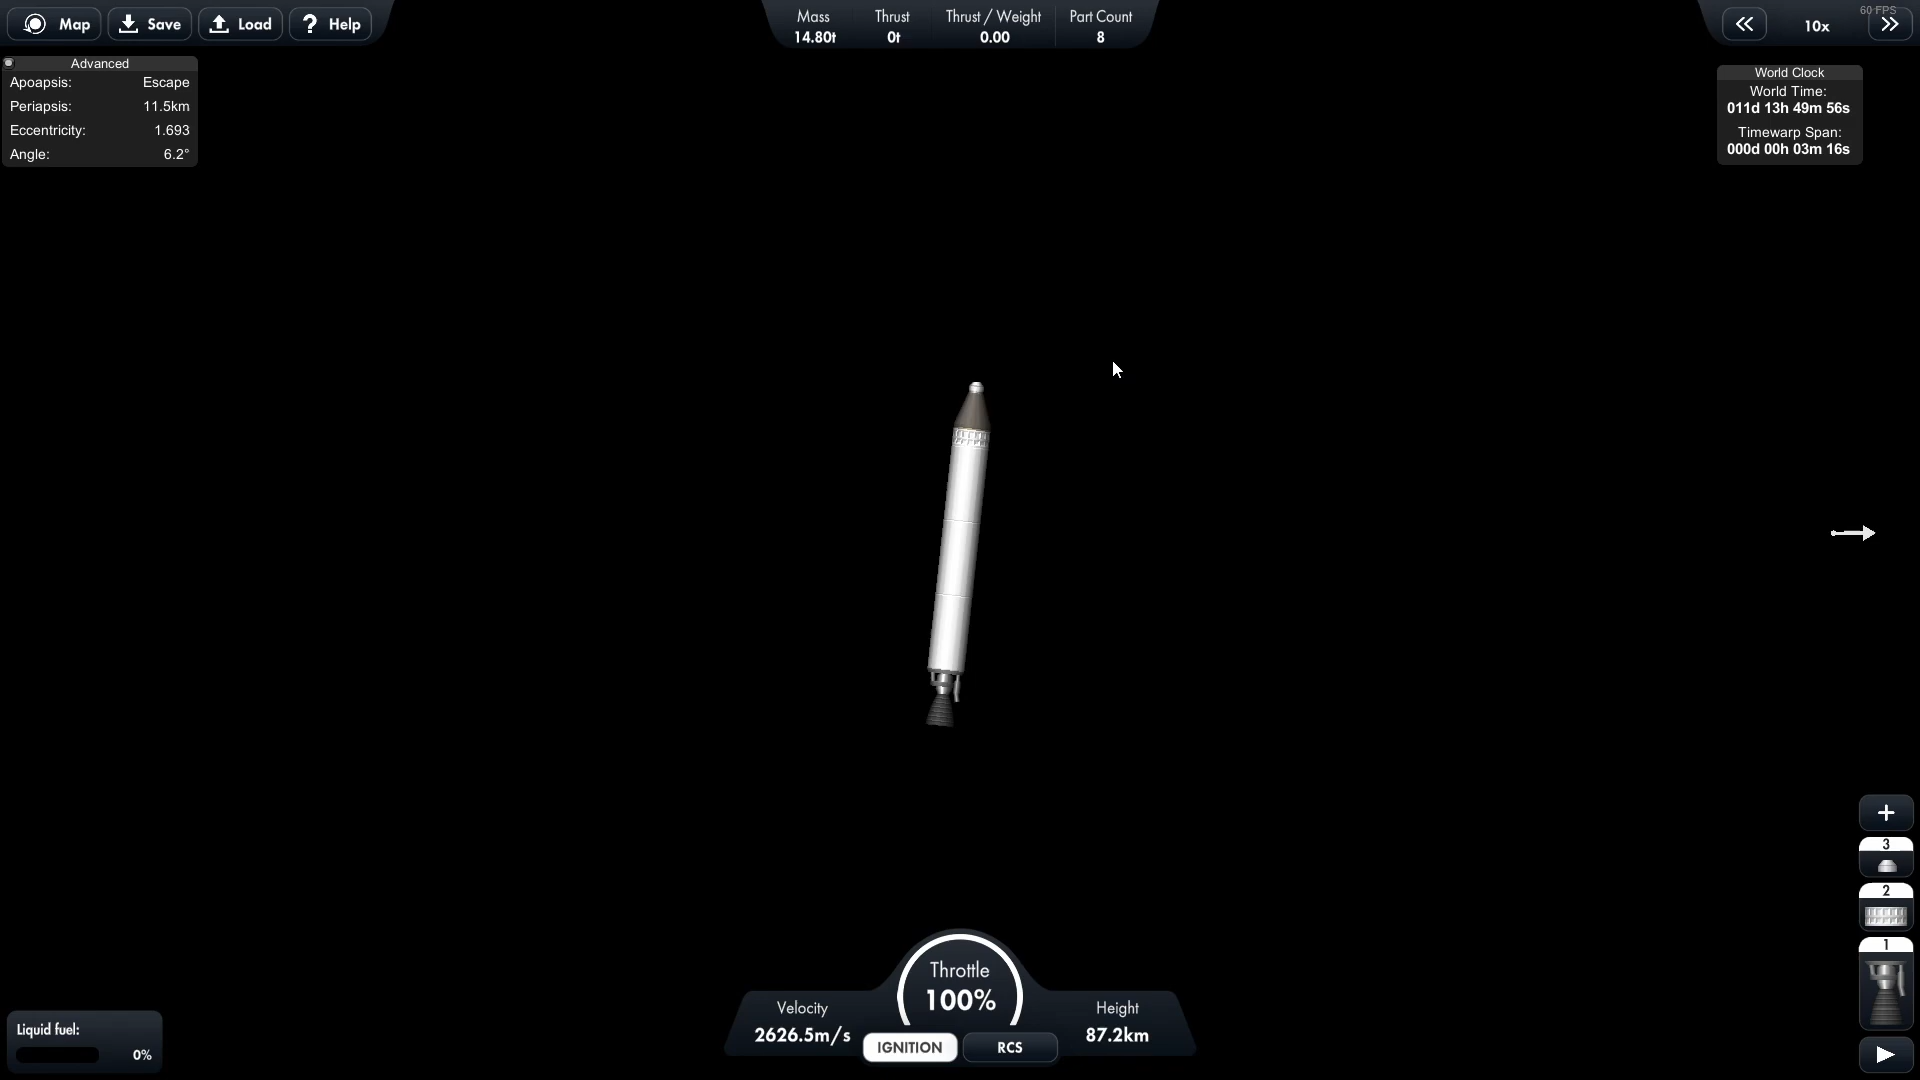 Map Save Load Help
Mass Thrust Thrust / Weight Part Count
14.80t 0t 0.00 8
60 FPS
10x
Advanced
Apoapsis: Escape
Periapsis: 11.5km
Eccentricity: 1.693
Angle: 6.2°
World Clock
World Time:
011d 13h 49m 56s
Timewarp Span:
000d 00h 03m 16s
3
2
1
Throttle
100%
Velocity
2626.5m/s
Height
87.2km
IGNITION RCS
Liquid fuel:
0%